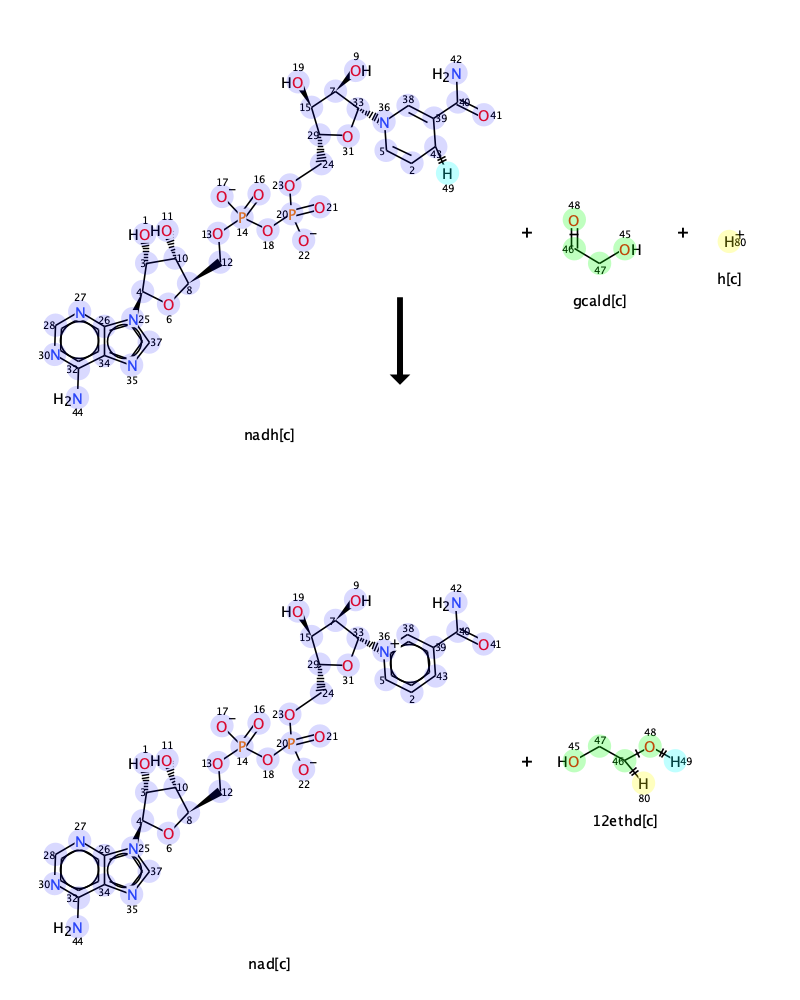 42
9
19
H₂N
OH
HO
7
38
40
15
33
36
39
O 41
N
29
O
5
43
31
2
24
H
49
17
16
23 O
O⁻
O
48
20 P
O 21
O
1
11
P
45
HO
HO
13 O
14
O
18
O⁻
22
+
46
OH
+
H⁺ 80
3
10
12
47
h[c]
4
8
gcald[c]
O
6
27
28
N
26
N 25
37
30 N
34
N
32
35
H₂N
44
nadh[c]
42
9
19
H₂N
OH
HO
7
38
40
15
33
36
+
39
O 41
N
29
O
5
43
31
2
24
17
16
23 O
O⁻
O
47
48
1
11
P
20 P
O 21
45
O
HO
HO
13 O
14
O
18
O⁻
22
+
HO
46
H 49
3
10
12
H
80
4
8
12ethd[c]
O
6
27
28
N
26
N 25
37
30 N
34
N
32
35
H₂N
44
nad[c]